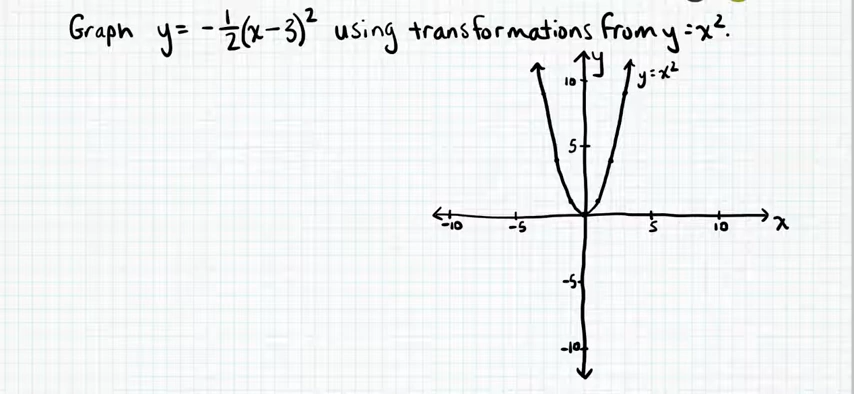 Graph y = -1/2(x-3)² using transformations from y = x².
y
10
y = x²
5
-10
-5
5
10
x
-5
-10